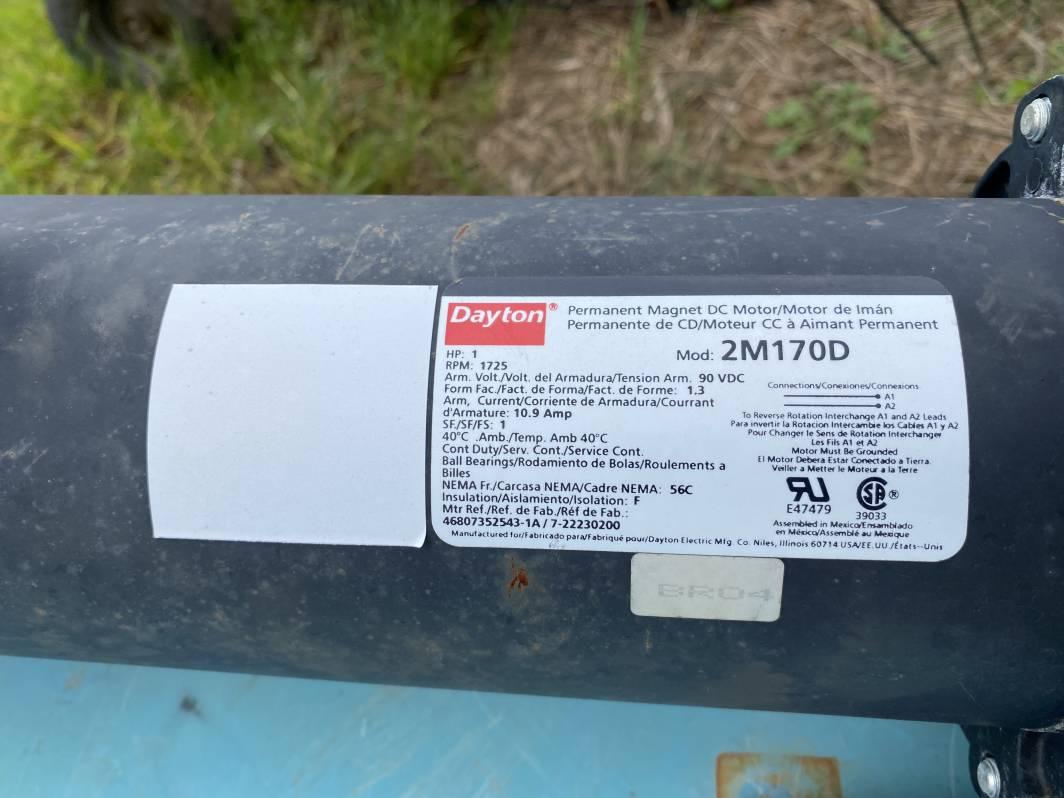 Dayton®
Permanent Magnet DC Motor/Motor de Imán
Permanente de CD/Moteur CC à Aimant Permanent
HP: 1
Mod: 2M170D
RPM: 1725
Arm. Volt./Volt. del Armadura/Tension Arm. 90 VDC
Form Fac./Fact. de Forma/Fact. de Forme: 1.3
Arm, Current/Corriente de Armadura/Courrant
d'Armature: 10.9 Amp
SF/SF/FS: 1
40°C .Amb./Temp. Amb 40°C
Cont Duty/Serv. Cont./Service Cont.
Ball Bearings/Rodamiento de Bolas/Roulements a
Billes
NEMA Fr./Carcasa NEMA/Cadre NEMA: 56C
Insulation/Aislamiento/Isolation: F
Mtr Ref./Ref. de Fab./Réf de Fab.:
46807352543-1A / 7-22230200
Connections/Conexiones/Connexions
A1
A2
To Reverse Rotation Interchange A1 and A2 Leads
Para invertir la Rotacion Intercambie los Cables A1 y A2
Pour Changer le Sens de Rotation Interchanger
Les Fils A1 et A2
Motor Must Be Grounded
El Motor Debera Estar Conectado a Tierra.
Veiller a Metter le Moteur a la Terre
RU
E47479
SA®
39033
Assembled in Mexico/Ensamblado
en México/Assemblé au Mexique
Manufactured for/Fabricado para/Fabriqué pour/Dayton Electric Mfg. Co. Niles, Illinois 60714 USA/EE.UU./États--Unis
BR04